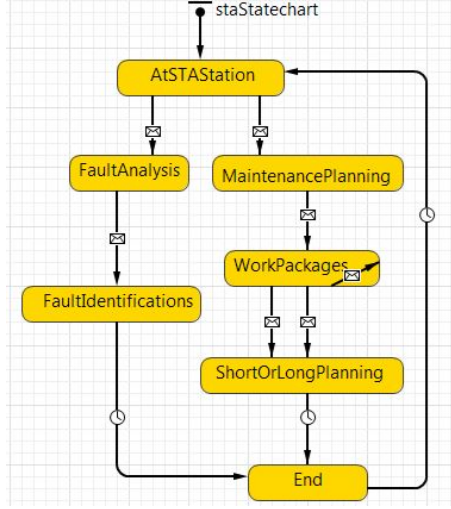 staStatechart
AtSTAStation
FaultAnalysis
MaintenancePlanning
WorkPackages
FaultIdentifications
ShortOrLongPlanning
End